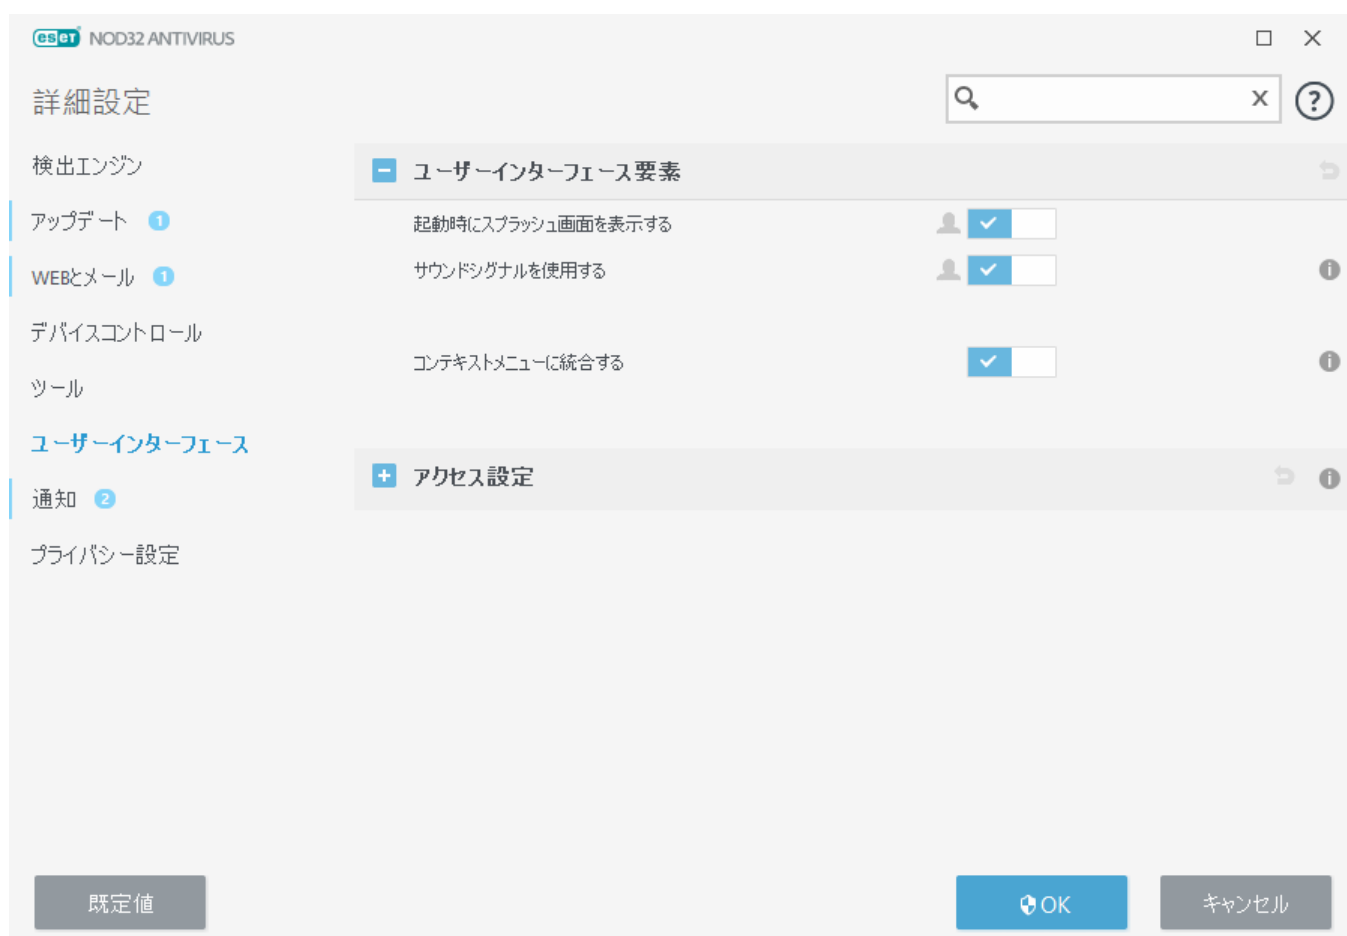 eset NOD32 ANTIVIRUS
詳細設定
x
?
検出エンジン
アップデート 1
WEBとメール 1
デバイスコントロール
ツール
ユーザーインターフェース
通知 2
プライバシー設定
ユーザーインターフェース要素
起動時にスプラッシュ画面を表示する
サウンドシグナルを使用する
i
コンテキストメニューに統合する
i
アクセス設定
i
既定値
OK
キャンセル